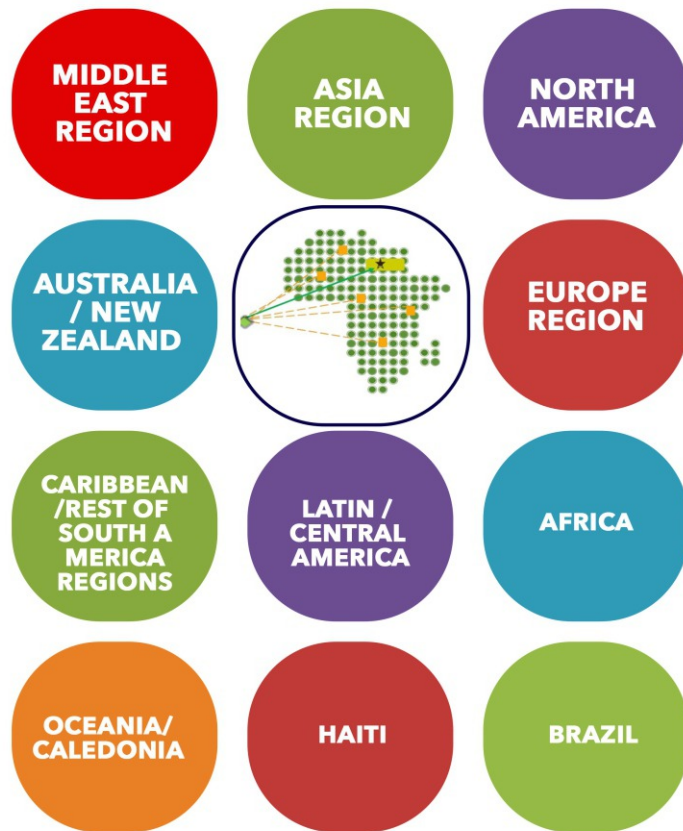 MIDDLE
EAST
REGION
ASIA
REGION
NORTH
AMERICA
AUSTRALIA
/ NEW
ZEALAND
EUROPE
REGION
CARIBBEAN
/REST OF
SOUTH A
MERICA
REGIONS
LATIN /
CENTRAL
AMERICA
AFRICA
OCEANIA/
CALEDONIA
HAITI
BRAZIL